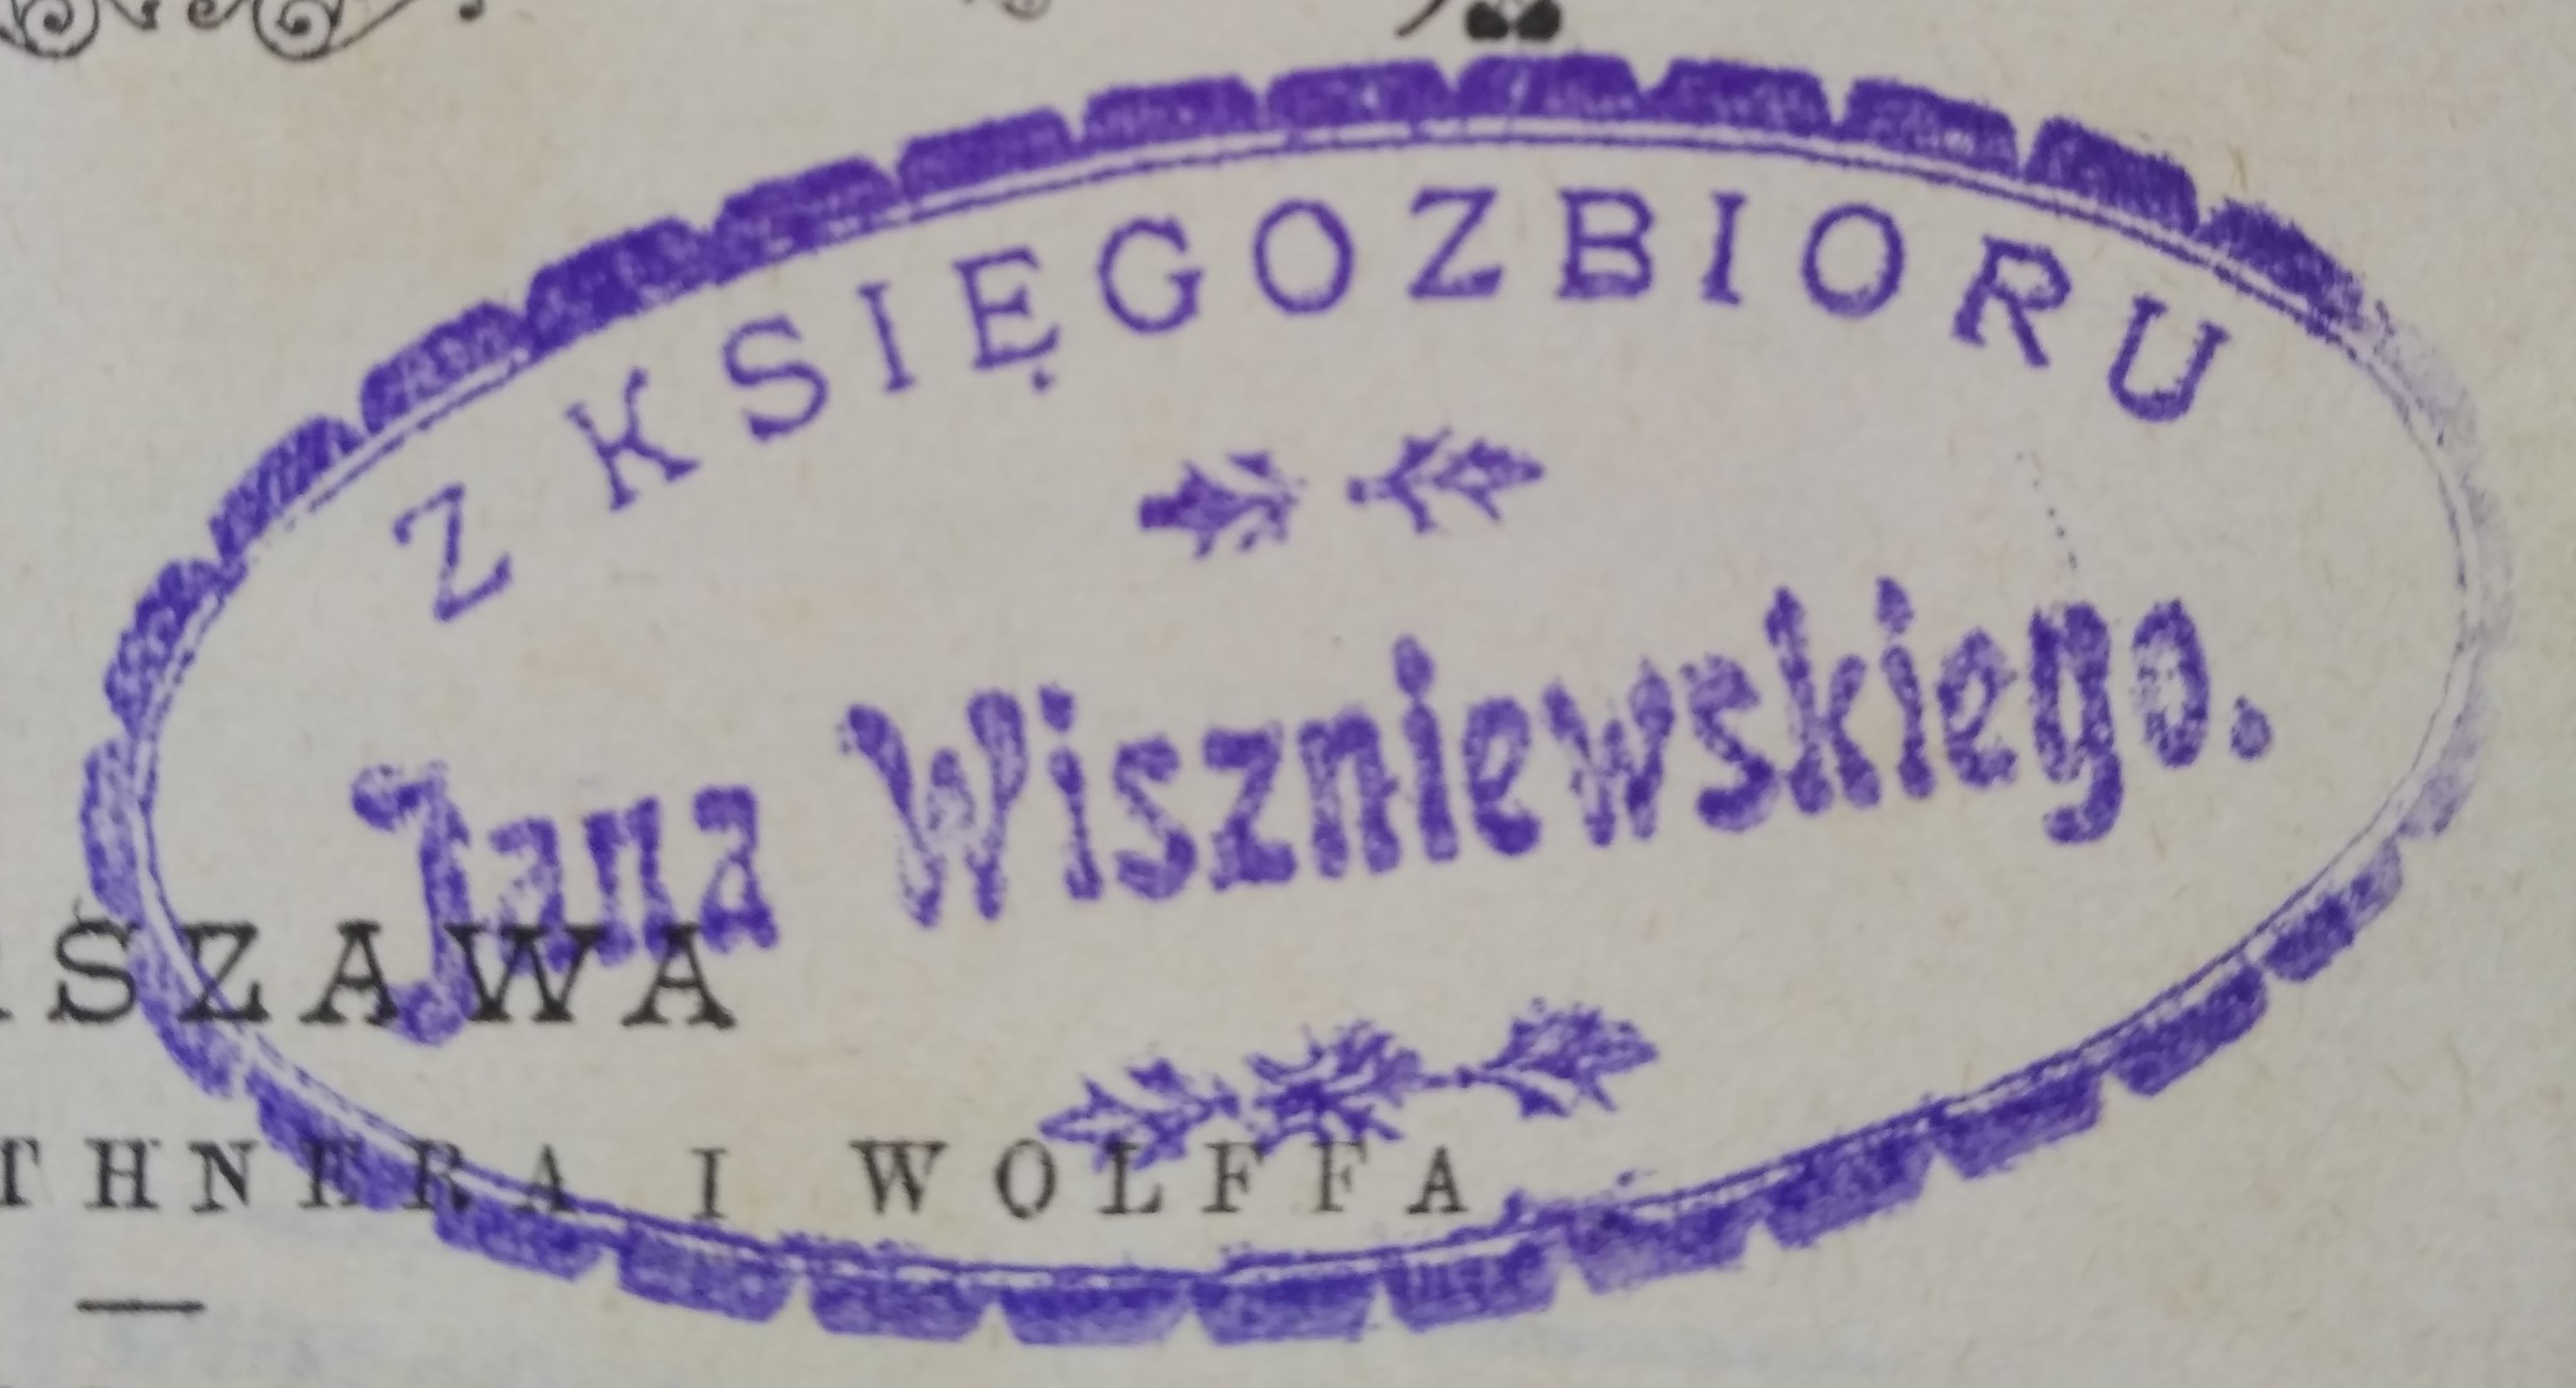 Z KSIĘGOZBIORU
Jana Wiszniewskiego.
SZAWA
THNERA I WOLFFA